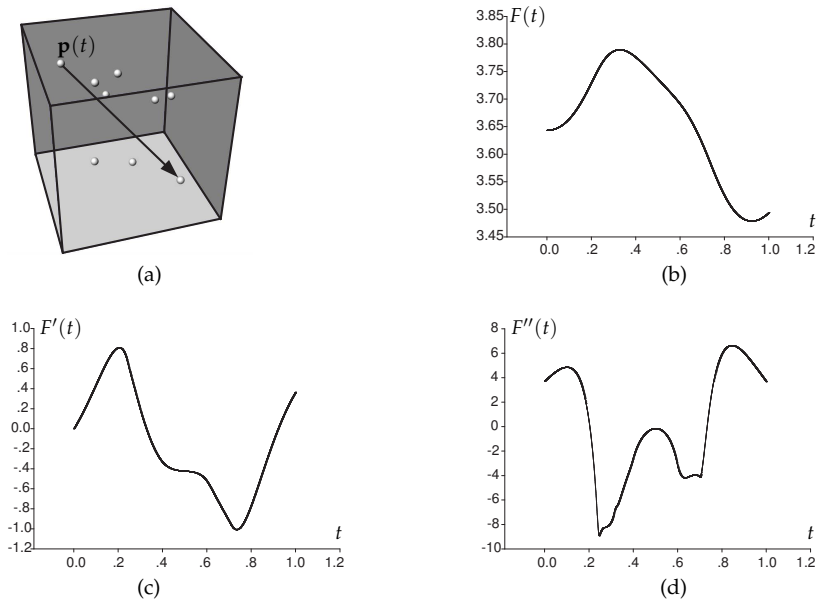 p(t)
(a)
F(t)
3.85
3.80
3.75
3.70
3.65
3.60
3.55
3.50
3.45
0.0 .2 .4 .6 .8 1.0 1.2
t
(b)
F′(t)
1.0
.8
.6
.4
.2
0.0
-.2
-.4
-.6
-.8
-1.0
-1.2
0.0 .2 .4 .6 .8 1.0 1.2
t
(c)
F″(t)
8
6
4
2
0
-2
-4
-6
-8
-10
0.0 .2 .4 .6 .8 1.0 1.2
t
(d)